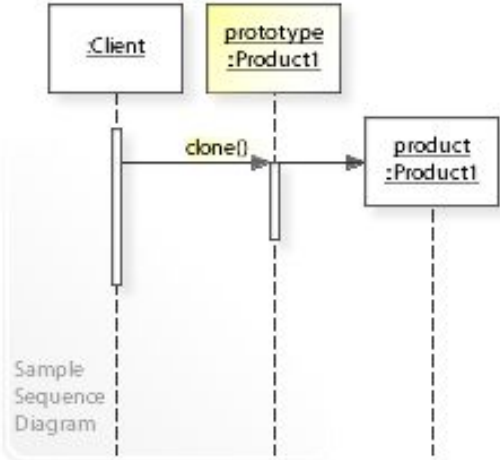 :Client
prototype
:Product1
clone()
product
:Product1
Sample
Sequence
Diagram